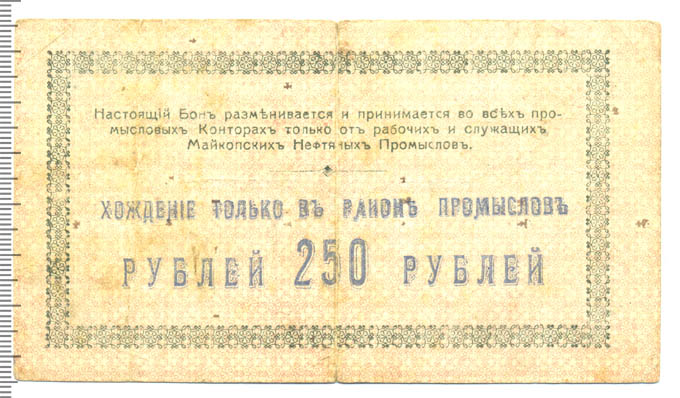 Настоящій Бонъ размѣнивается и принимается во всѣхъ про-
мысловыхъ Конторахъ только отъ рабочихъ и служащихъ
Майкопскихъ Нефтяныхъ Промысловъ.
ХОЖДЕНІЕ ТОЛЬКО ВЪ РАІОНѢ ПРОМЫСЛОВЪ
РУБЛЕЙ 250 РУБЛЕЙ